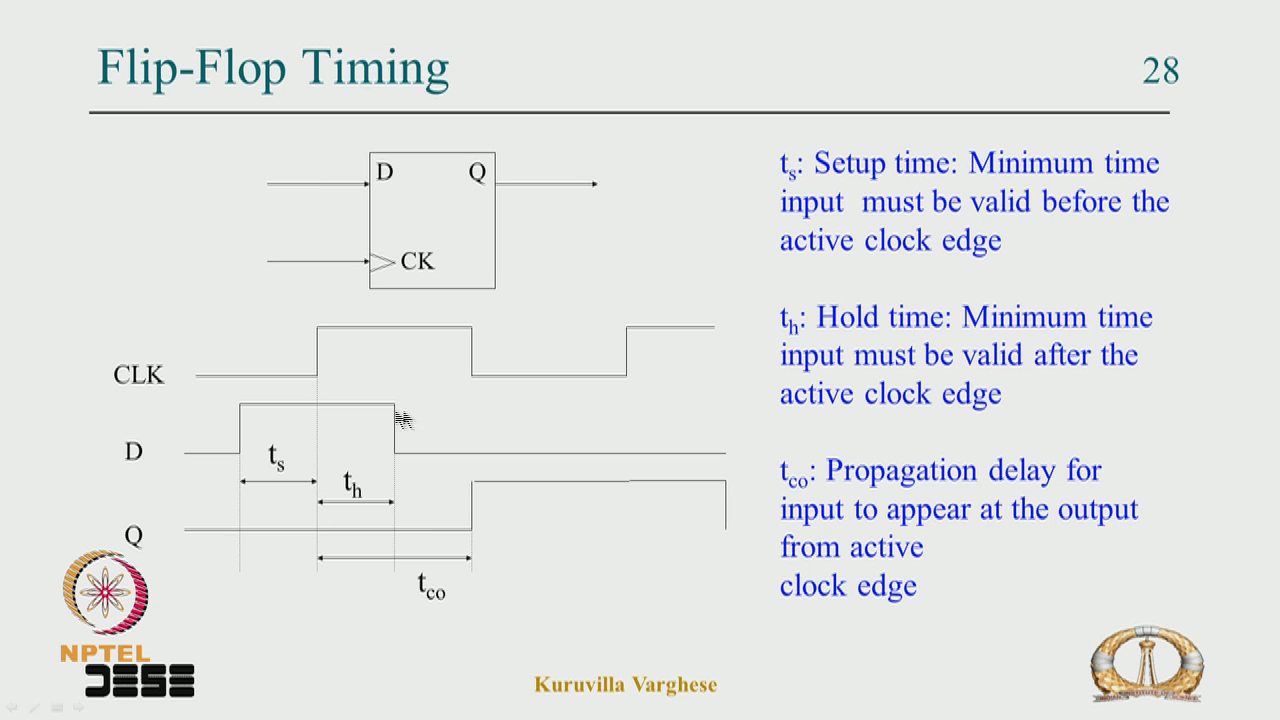 Flip-Flop Timing
28
D
Q
CK
CLK
D
ts
th
Q
tco
ts: Setup time: Minimum time
input must be valid before the
active clock edge
th: Hold time: Minimum time
input must be valid after the
active clock edge
tco: Propagation delay for
input to appear at the output
from active
clock edge
NPTEL
DESE
Kuruvilla Varghese